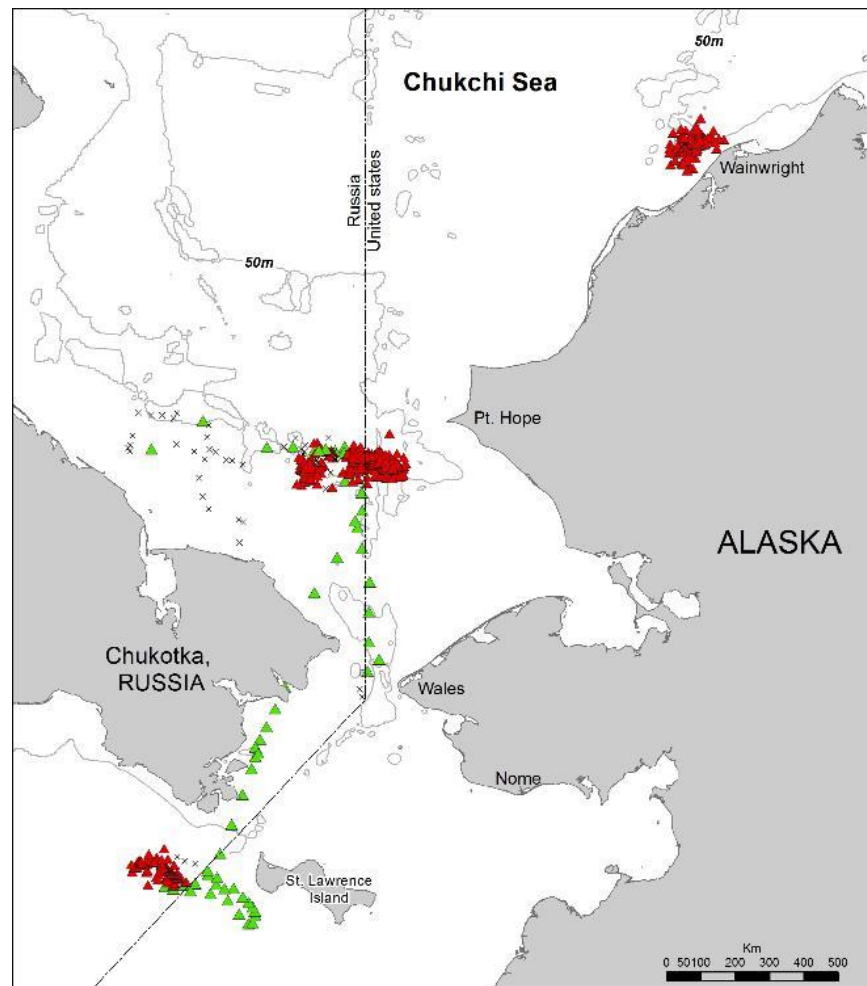 50m
Chukchi Sea
Wainwright
Russia
United states
50m
Pt. Hope
ALASKA
Chukotka,
RUSSIA
Wales
Nome
St. Lawrence
Island
Km
0 50100 200 300 400 500